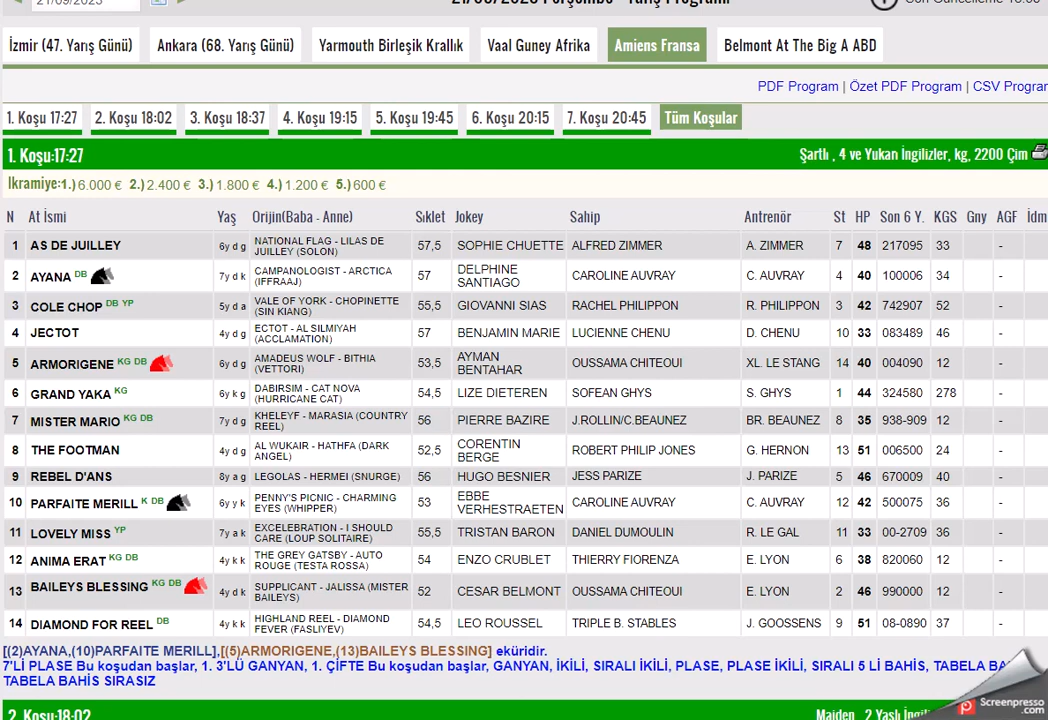 21/09/2023
21/09/2023 Perşembe - Yarış Programı
Son Güncelleme
İzmir (47. Yarış Günü) Ankara (68. Yarış Günü) Yarmouth Birleşik Krallık Vaal Guney Afrika Amiens Fransa Belmont At The Big A ABD
PDF Program | Özet PDF Program | CSV Program
1. Koşu 17:27 2. Koşu 18:02 3. Koşu 18:37 4. Koşu 19:15 5. Koşu 19:45 6. Koşu 20:15 7. Koşu 20:45 Tüm Koşular
1. Koşu:17:27 Şartlı , 4 ve Yukarı İngilizler, kg, 2200 Çim
İkramiye:1.) 6.000 € 2.) 2.400 € 3.) 1.800 € 4.) 1.200 € 5.) 600 €
N At İsmi Yaş Orijin(Baba - Anne) Sıklet Jokey Sahip Antrenör St HP Son 6 Y. KGS Gny AGF İdm
1 AS DE JUILLEY 6y d g NATIONAL FLAG - LILAS DE JUILLEY (SOLON) 57,5 SOPHIE CHUETTE ALFRED ZIMMER A. ZIMMER 7 48 217095 33 -
2 AYANA DB 7y d k CAMPANOLOGIST - ARCTICA (IFFRAAJ) 57 DELPHINE SANTIAGO CAROLINE AUVRAY C. AUVRAY 4 40 100006 34 -
3 COLE CHOP DB YP 5y d a VALE OF YORK - CHOPINETTE (SIN KIANG) 55,5 GIOVANNI SIAS RACHEL PHILIPPON R. PHILIPPON 3 42 742907 52 -
4 JECTOT 4y d g ECTOT - AL SILMIYAH (ACCLAMATION) 57 BENJAMIN MARIE LUCIENNE CHENU D. CHENU 10 33 083489 46 -
5 ARMORIGENE KG DB 6y d g AMADEUS WOLF - BITHIA (VETTORI) 53,5 AYMAN BENTAHAR OUSSAMA CHITEOUI XL. LE STANG 14 40 004090 12 -
6 GRAND YAKA KG 6y k g DABIRSIM - CAT NOVA (HURRICANE CAT) 54,5 LIZE DIETEREN SOFEAN GHYS S. GHYS 1 44 324580 278 -
7 MISTER MARIO KG DB 7y d g KHELEYF - MARASIA (COUNTRY REEL) 56 PIERRE BAZIRE J.ROLLIN/C.BEAUNEZ BR. BEAUNEZ 8 35 938-909 12 -
8 THE FOOTMAN 4y d g AL WUKAIR - HATHFA (DARK ANGEL) 52,5 CORENTIN BERGE ROBERT PHILIP JONES G. HERNON 13 51 006500 24 -
9 REBEL D'ANS 8y a g LEGOLAS - HERMEI (SNURGE) 56 HUGO BESNIER JESS PARIZE J. PARIZE 5 46 670009 40 -
10 PARFAITE MERILL K DB 6y y k PENNY'S PICNIC - CHARMING EYES (WHIPPER) 53 EBBE VERHESTRAETEN CAROLINE AUVRAY C. AUVRAY 12 42 500075 36 -
11 LOVELY MISS YP 7y a k EXCELEBRATION - I SHOULD CARE (LOUP SOLITAIRE) 55,5 TRISTAN BARON DANIEL DUMOULIN R. LE GAL 11 33 00-2709 36 -
12 ANIMA ERAT KG DB 4y k k THE GREY GATSBY - AUTO ROUGE (TESTA ROSSA) 54 ENZO CRUBLET THIERRY FIORENZA E. LYON 6 38 820060 12 -
13 BAILEYS BLESSING KG DB 4y d k SUPPLICANT - JALISSA (MISTER BAILEYS) 52 CESAR BELMONT OUSSAMA CHITEOUI E. LYON 2 46 990000 12 -
14 DIAMOND FOR REEL DB 4y k k HIGHLAND REEL - DIAMOND FEVER (FASLIYEV) 54,5 LEO ROUSSEL TRIPLE B. STABLES J. GOOSSENS 9 51 08-0890 37 -
[(2)AYANA,(10)PARFAITE MERILL],[(5)ARMORIGENE,(13)BAILEYS BLESSING] eküridir.
7'Lİ PLASE Bu koşudan başlar, 1. 3'LÜ GANYAN, 1. ÇİFTE Bu koşudan başlar, GANYAN, İKİLİ, SIRALI İKİLİ, PLASE, PLASE İKİLİ, SIRALI 5 Lİ BAHİS, TABELA BA
TABELA BAHİS SIRASIZ
Screenpresso.com
2. Koşu:18:02 Maiden 2 Yaşlı